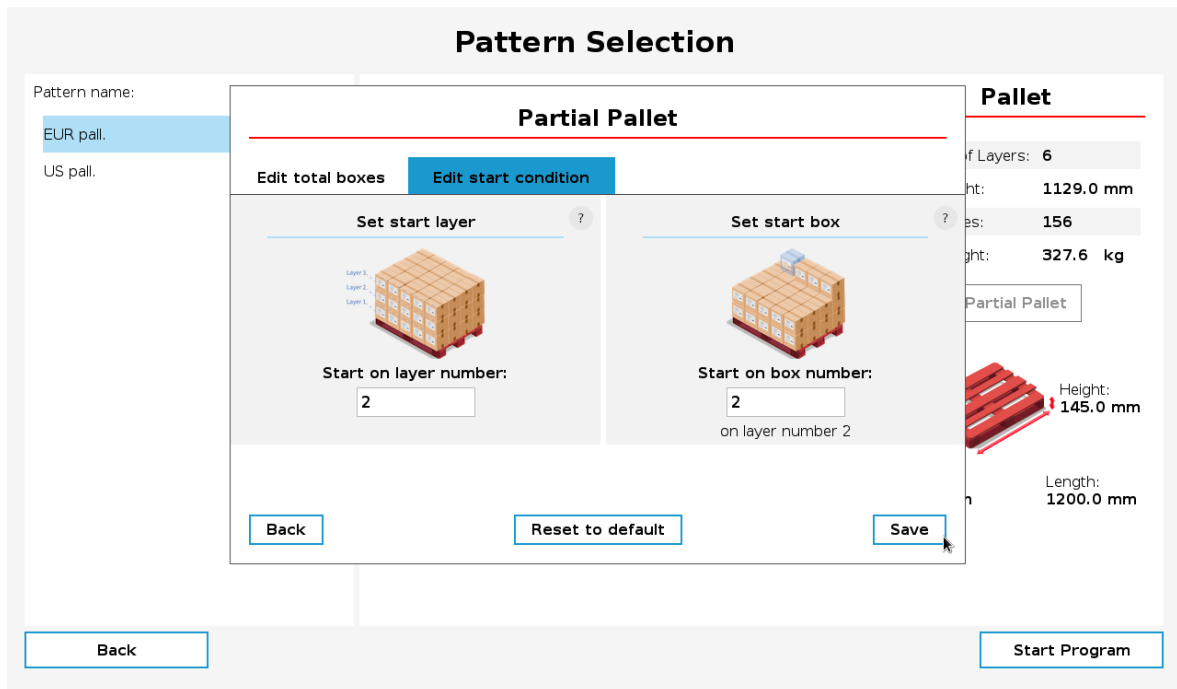 Pattern Selection
Pattern name:
EUR pall.
US pall.
Partial Pallet
Edit total boxes
Edit start condition
Set start layer
?
Layer 3.
Layer 2.
Layer 1.
Start on layer number:
2
Set start box
?
Start on box number:
2
on layer number 2
Back
Reset to default
Save
Pallet
of Layers: 6
ht: 1129.0 mm
es: 156
ght: 327.6 kg
Partial Pallet
Height:
145.0 mm
Length:
1200.0 mm
Back
Start Program